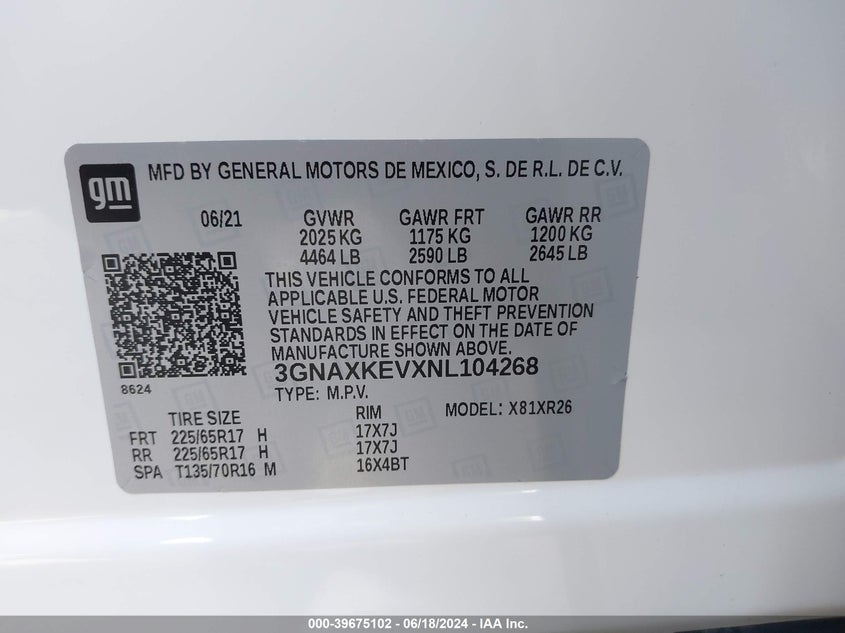 gm
MFD BY GENERAL MOTORS DE MEXICO, S. DE R.L. DE C.V.
06/21 GVWR GAWR FRT GAWR RR
2025 KG 1175 KG 1200 KG
4464 LB 2590 LB 2645 LB
THIS VEHICLE CONFORMS TO ALL
APPLICABLE U.S. FEDERAL MOTOR
VEHICLE SAFETY AND THEFT PREVENTION
STANDARDS IN EFFECT ON THE DATE OF
MANUFACTURE SHOWN ABOVE.
8624
3GNAXKEVXNL104268
TYPE: M.P.V. MODEL: X81XR26
TIRE SIZE RIM
FRT 225/65R17 H 17X7J
RR 225/65R17 H 17X7J
SPA T135/70R16 M 16X4BT
000-39675102 - 06/18/2024 - IAA Inc.